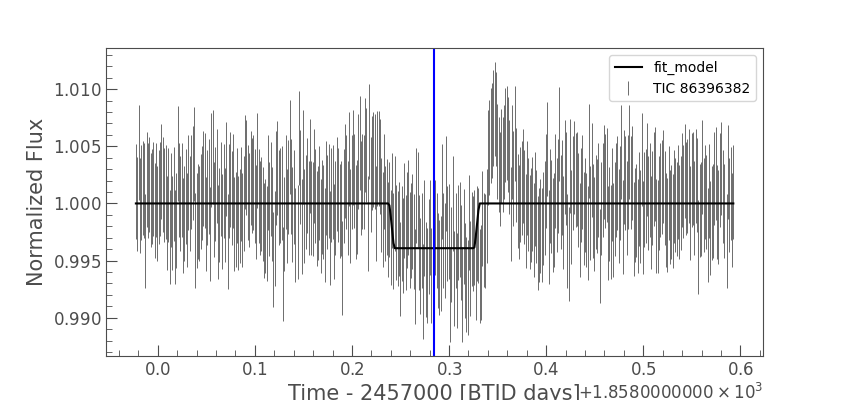 fit_model
TIC 86396382
1.010
1.005
1.000
0.995
0.990
Normalized Flux
0.0 0.1 0.2 0.3 0.4 0.5 0.6
Time - 2457000 [BTJD days]
+1.8580000000 × 10³